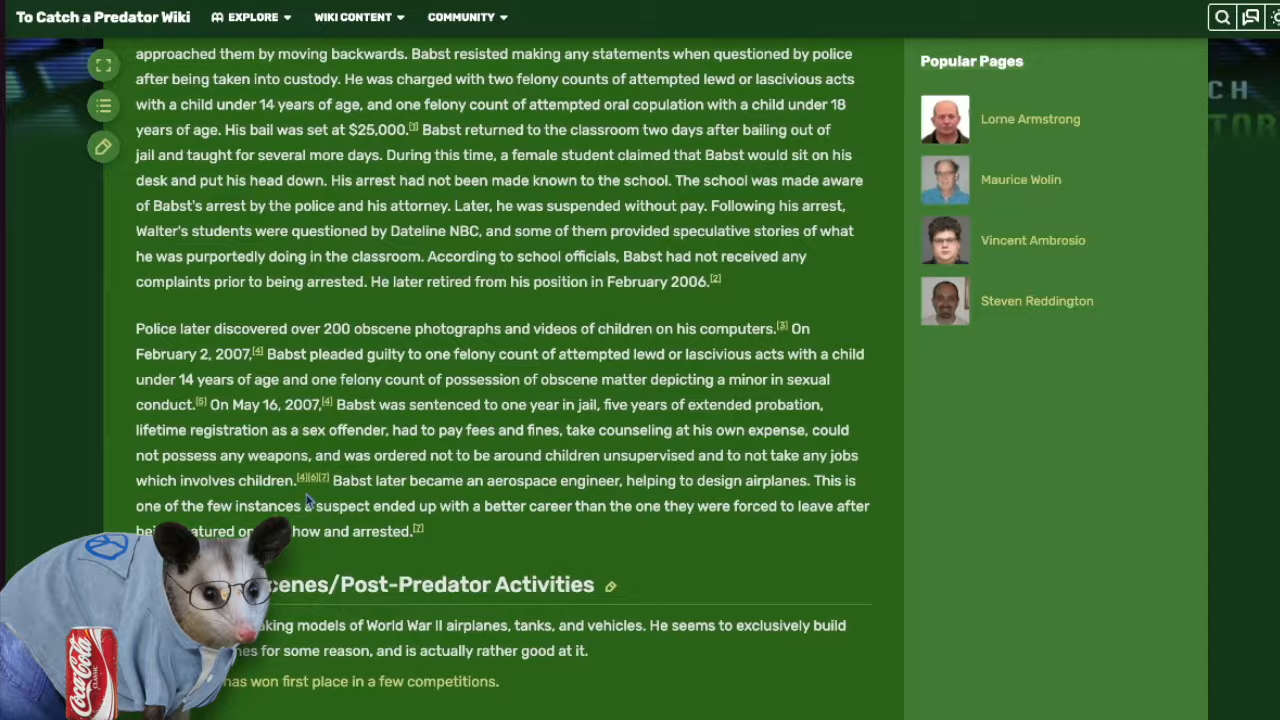 To Catch a Predator Wiki EXPLORE WIKI CONTENT COMMUNITY
approached them by moving backwards. Babst resisted making any statements when questioned by police
after being taken into custody. He was charged with two felony counts of attempted lewd or lascivious acts
with a child under 14 years of age, and one felony count of attempted oral copulation with a child under 18
years of age. His bail was set at $25,000.[1] Babst returned to the classroom two days after bailing out of
jail and taught for several more days. During this time, a female student claimed that Babst would sit on his
desk and put his head down. His arrest had not been made known to the school. The school was made aware
of Babst's arrest by the police and his attorney. Later, he was suspended without pay. Following his arrest,
Walter's students were questioned by Dateline NBC, and some of them provided speculative stories of what
he was purportedly doing in the classroom. According to school officials, Babst had not received any
complaints prior to being arrested. He later retired from his position in February 2006.[2]
Police later discovered over 200 obscene photographs and videos of children on his computers.[3] On
February 2, 2007,[4] Babst pleaded guilty to one felony count of attempted lewd or lascivious acts with a child
under 14 years of age and one felony count of possession of obscene matter depicting a minor in sexual
conduct.[5] On May 16, 2007,[4] Babst was sentenced to one year in jail, five years of extended probation,
lifetime registration as a sex offender, had to pay fees and fines, take counseling at his own expense, could
not possess any weapons, and was ordered not to be around children unsupervised and to not take any jobs
which involves children.[4][6][7] Babst later became an aerospace engineer, helping to design airplanes. This is
one of the few instances a suspect ended up with a better career than the one they were forced to leave after
atured on how and arrested.[7]
cenes/Post-Predator Activities
aking models of World War II airplanes, tanks, and vehicles. He seems to exclusively build
es for some reason, and is actually rather good at it.
has won first place in a few competitions.
Popular Pages
Lorne Armstrong
Maurice Wolin
Vincent Ambrosio
Steven Reddington
CH
TOR
Coca-Cola
CLASSIC